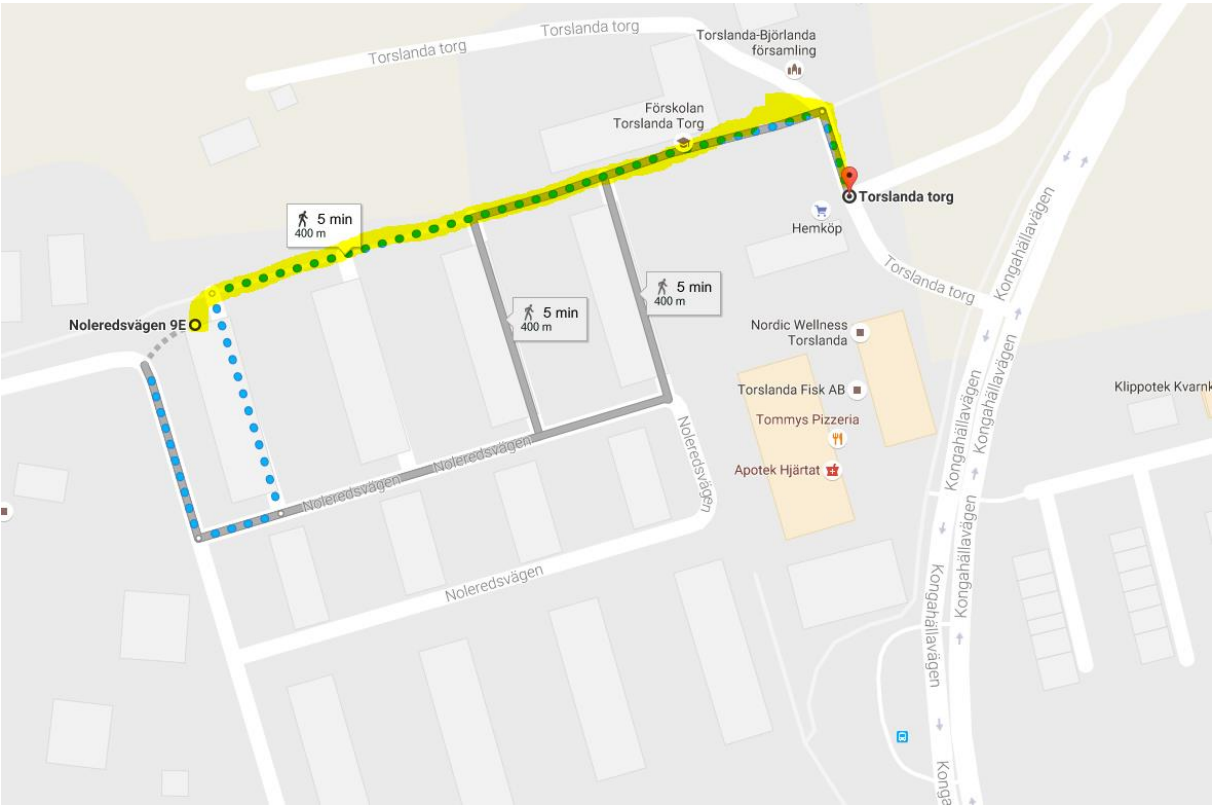 Torslanda torg
Torslanda torg
Torslanda-Björlanda
församling
Förskolan
Torslanda Torg
Torslanda torg
Hemköp
5 min
400 m
Torslanda torg
5 min
400 m
5 min
400 m
Noleredsvägen 9E
Nordic Wellness
Torslanda
Torslanda Fisk AB
Tommys Pizzeria
Apotek Hjärtat
Klippotek Kvarnk
Noleredsvägen
Noleredsvägen
Noleredsvägen
Noleredsvägen
Kongahällavägen
Kongahällavägen
Kongahällavägen
Kongahällavägen
Kongahällavägen
Kongahällavägen
Konga